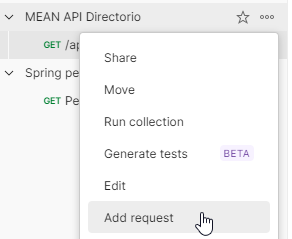 MEAN API Directorio
GET /ap
Share
Move
Spring pe
Run collection
GET Pe
Generate tests BETA
Edit
Add request